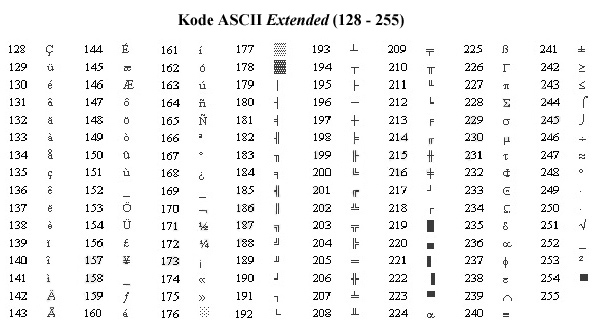 Kode ASCII Extended (128 - 255)
128 Ç 144 É 161 í 177 ▒ 193 ┴ 209 ╤ 225 ß 241 ±
129 ü 145 æ 162 ó 178 ▓ 194 ┬ 210 ╥ 226 Γ 242 ≥
130 é 146 Æ 163 ú 179 │ 195 ├ 211 ╙ 227 π 243 ≤
131 â 147 ô 164 ñ 180 ┤ 196 ─ 212 ╘ 228 Σ 244 ⌠
132 ä 148 ö 165 Ñ 181 ╡ 197 ┼ 213 ╒ 229 σ 245 ⌡
133 à 149 ò 166 ª 182 ╢ 198 ╞ 214 ╓ 230 µ 246 ÷
134 å 150 û 167 º 183 ╖ 199 ╟ 215 ╫ 231 τ 247 ≈
135 ç 151 ù 168 ¿ 184 ╕ 200 ╚ 216 ╪ 232 Φ 248 °
136 ê 152 _ 169 _ 185 ╣ 201 ╔ 217 ┘ 233 Θ 249 ·
137 ë 153 Ö 170 ¬ 186 ║ 202 ╩ 218 ┌ 234 Ω 250 ·
138 è 154 Ü 171 ½ 187 ╗ 203 ╦ 219 █ 235 δ 251 √
139 ï 156 £ 172 ¼ 188 ╝ 204 ╠ 220 ▄ 236 ∞ 252 _
140 î 157 ¥ 173 ¡ 189 ╜ 205 ═ 221 ▌ 237 φ 253 ²
141 ì 158 _ 174 « 190 ╛ 206 ╬ 222 ▐ 238 ε 254 ■
142 Ä 159 ƒ 175 » 191 ┐ 207 ╧ 223 ▀ 239 ∩ 255
143 Å 160 á 176 ░ 192 └ 208 ╨ 224 α 240 ≡